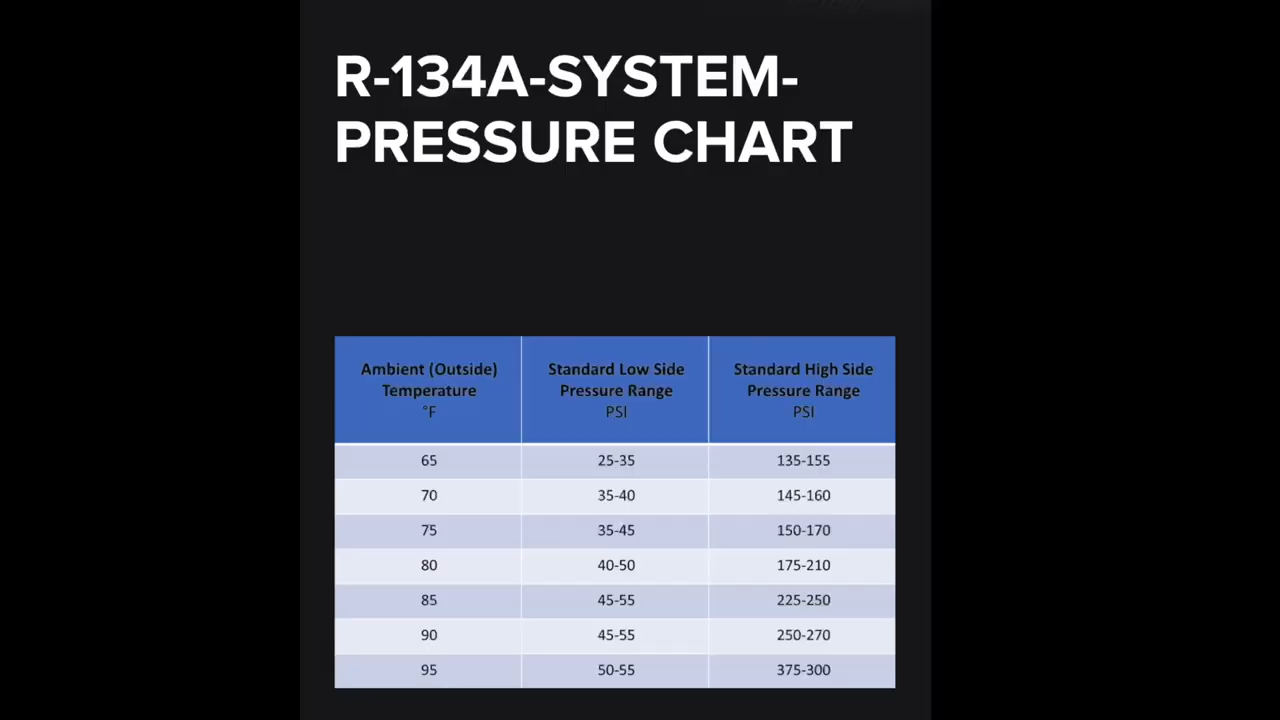 R-134A-SYSTEM-
PRESSURE CHART
Ambient (Outside) Temperature °F Standard Low Side Pressure Range PSI Standard High Side Pressure Range PSI
65 25-35 135-155
70 35-40 145-160
75 35-45 150-170
80 40-50 175-210
85 45-55 225-250
90 45-55 250-270
95 50-55 375-300